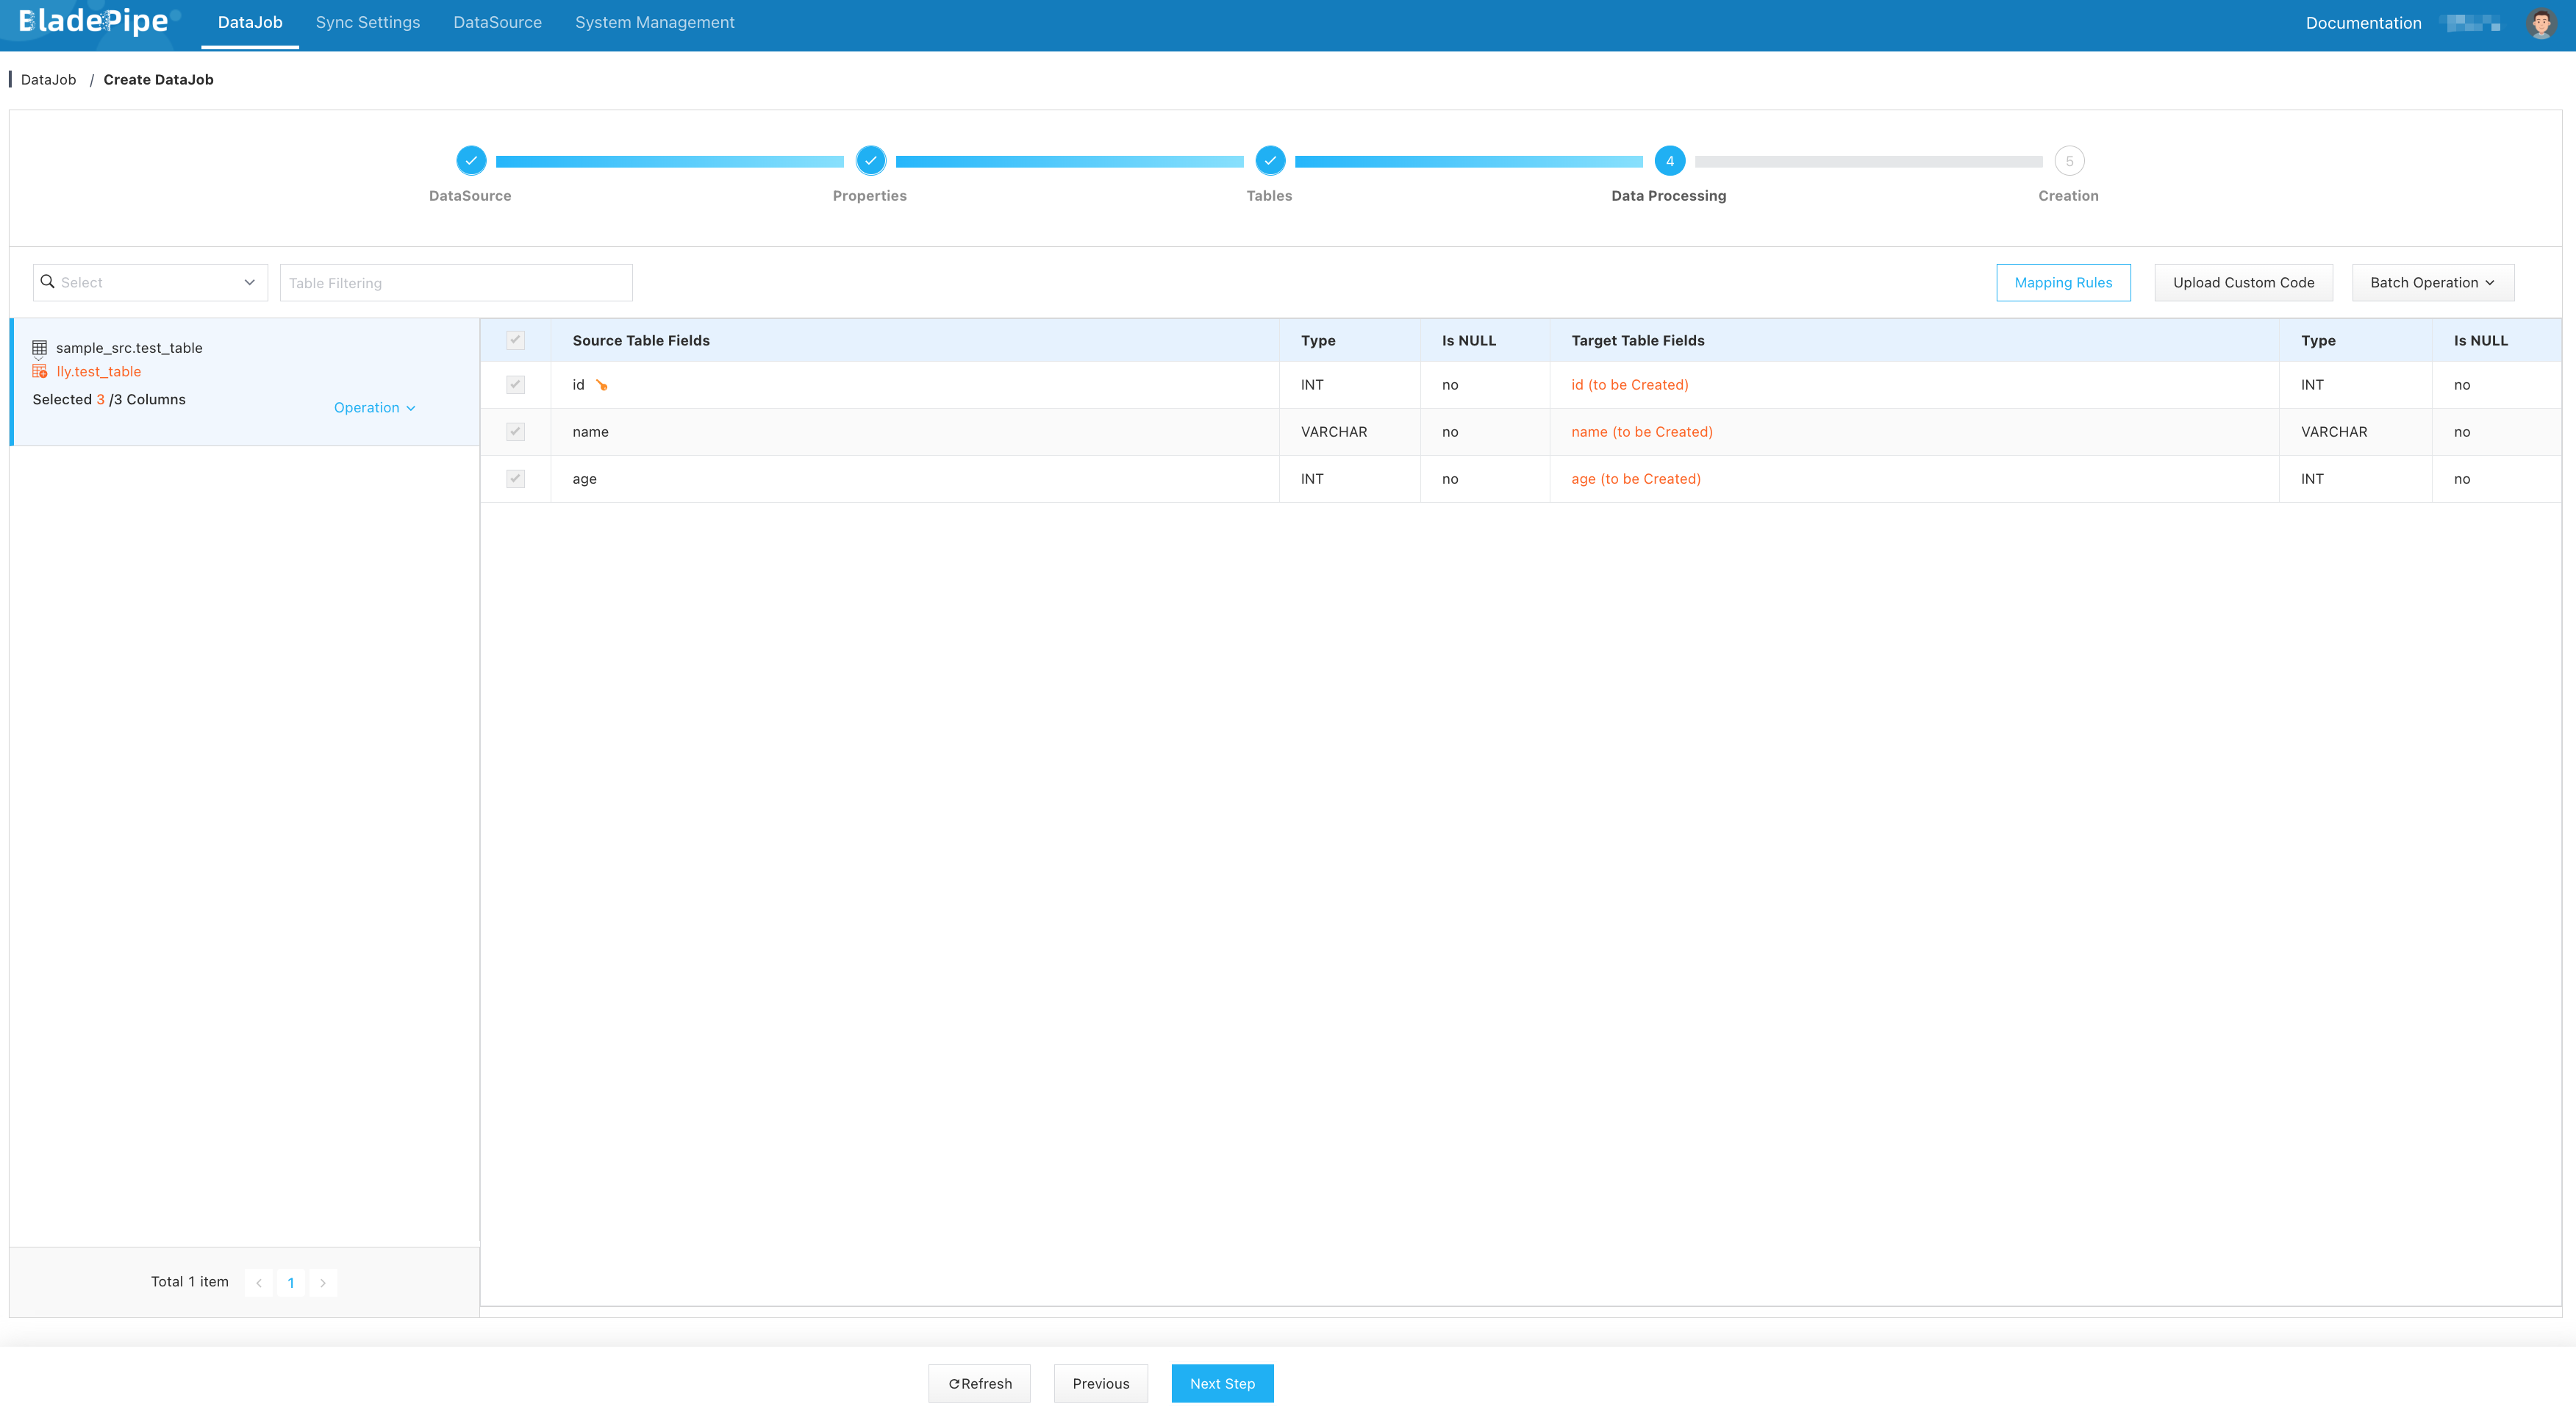 BladePipe DataJob Sync Settings DataSource System Management Documentation
DataJob / Create DataJob
4 5
DataSource Properties Tables Data Processing Creation
Select Table Filtering Mapping Rules Upload Custom Code Batch Operation
sample_src.test_table
lly.test_table
Selected 3 /3 Columns
Operation
Source Table Fields Type Is NULL Target Table Fields Type Is NULL
id INT no id (to be Created) INT no
name VARCHAR no name (to be Created) VARCHAR no
age INT no age (to be Created) INT no
Total 1 item < 1 >
Refresh Previous Next Step